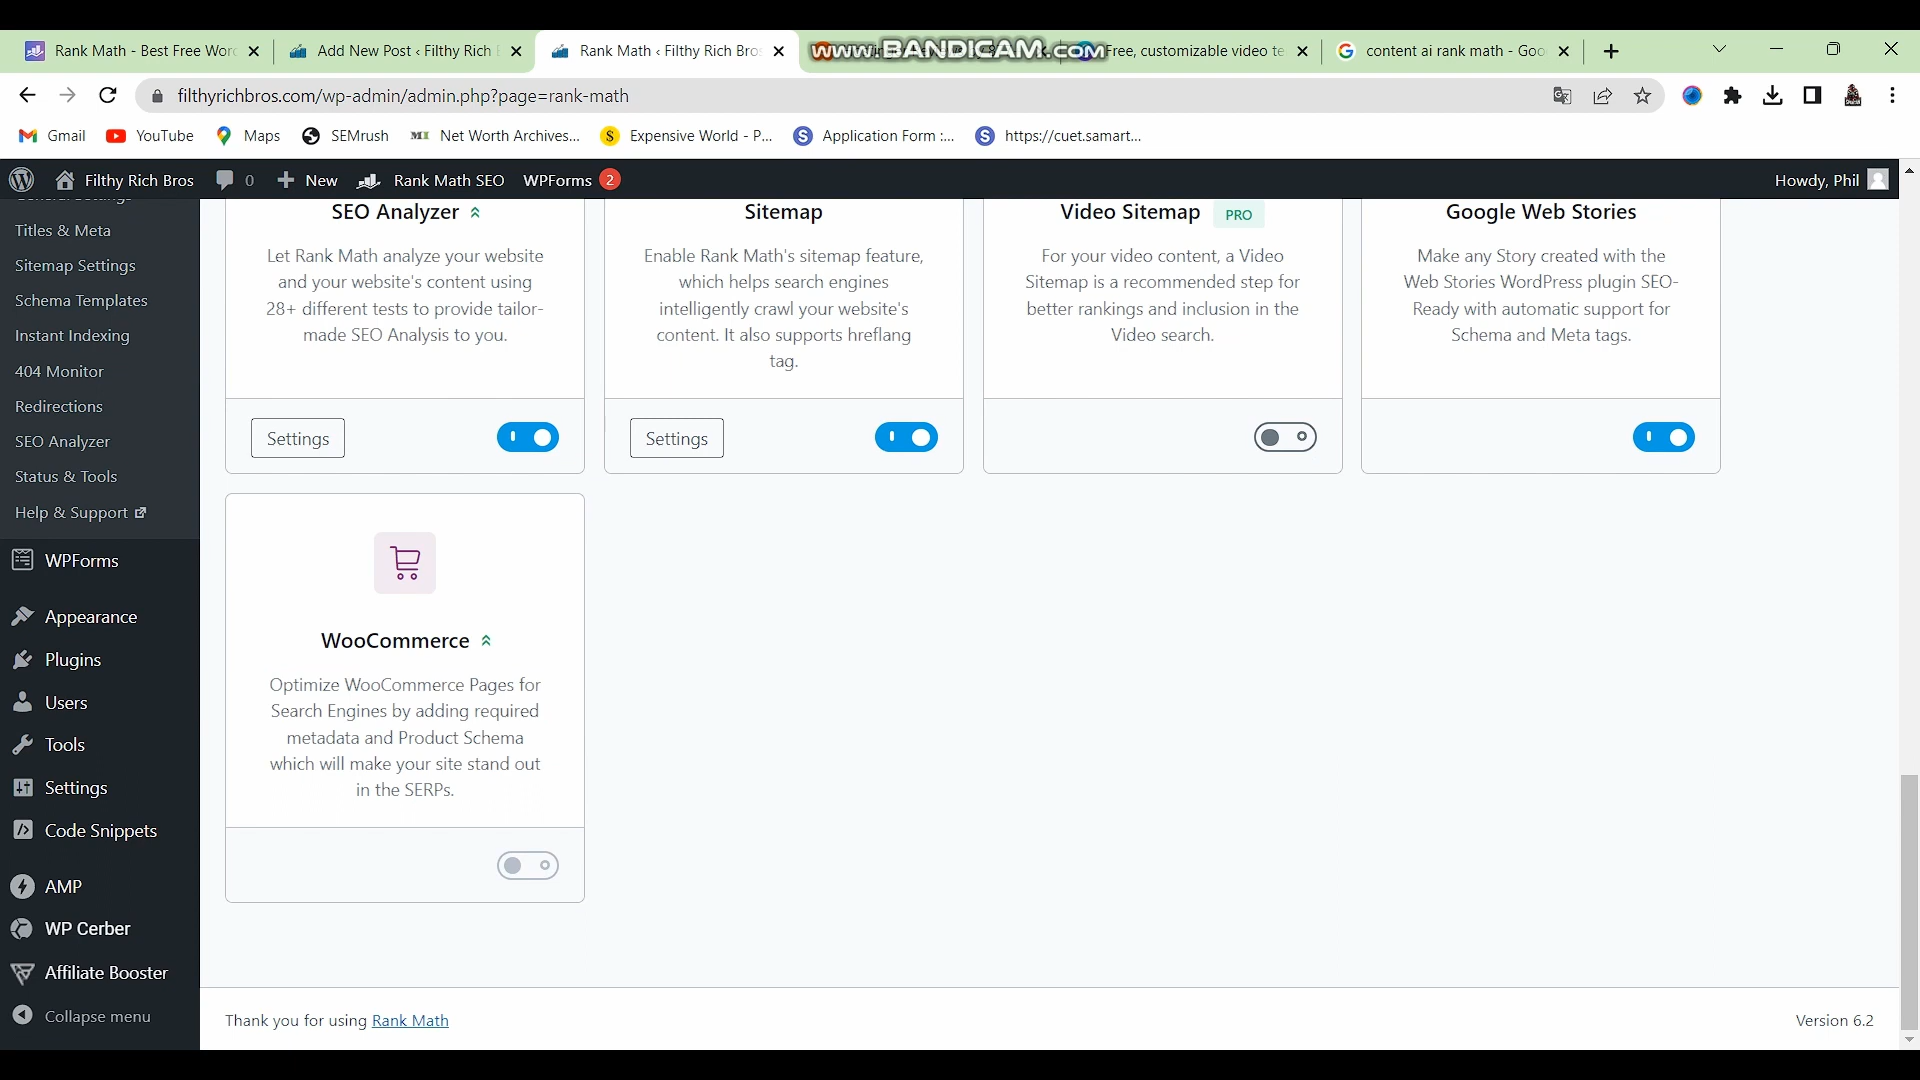 Rank Math - Best Free Wor
Add New Post ‹ Filthy Rich
Rank Math ‹ Filthy Rich Bros
www.BANDICAM.com
Free, customizable video te
content ai rank math - Goo
filthyrichbros.com/wp-admin/admin.php?page=rank-math
Gmail
YouTube
Maps
SEMrush
Net Worth Archives...
Expensive World - P...
Application Form :...
https://cuet.samart...
Filthy Rich Bros
0
New
Rank Math SEO
WPForms 2
Howdy, Phil
General Settings
Titles & Meta
Sitemap Settings
Schema Templates
Instant Indexing
404 Monitor
Redirections
SEO Analyzer
Status & Tools
Help & Support
WPForms
Appearance
Plugins
Users
Tools
Settings
Code Snippets
AMP
WP Cerber
Affiliate Booster
Collapse menu
SEO Analyzer
Let Rank Math analyze your website
and your website's content using
28+ different tests to provide tailor-
made SEO Analysis to you.
Settings
Sitemap
Enable Rank Math's sitemap feature,
which helps search engines
intelligently crawl your website's
content. It also supports hreflang
tag.
Settings
Video Sitemap PRO
For your video content, a Video
Sitemap is a recommended step for
better rankings and inclusion in the
Video search.
Google Web Stories
Make any Story created with the
Web Stories WordPress plugin SEO-
Ready with automatic support for
Schema and Meta tags.
WooCommerce
Optimize WooCommerce Pages for
Search Engines by adding required
metadata and Product Schema
which will make your site stand out
in the SERPs.
Thank you for using Rank Math
Version 6.2